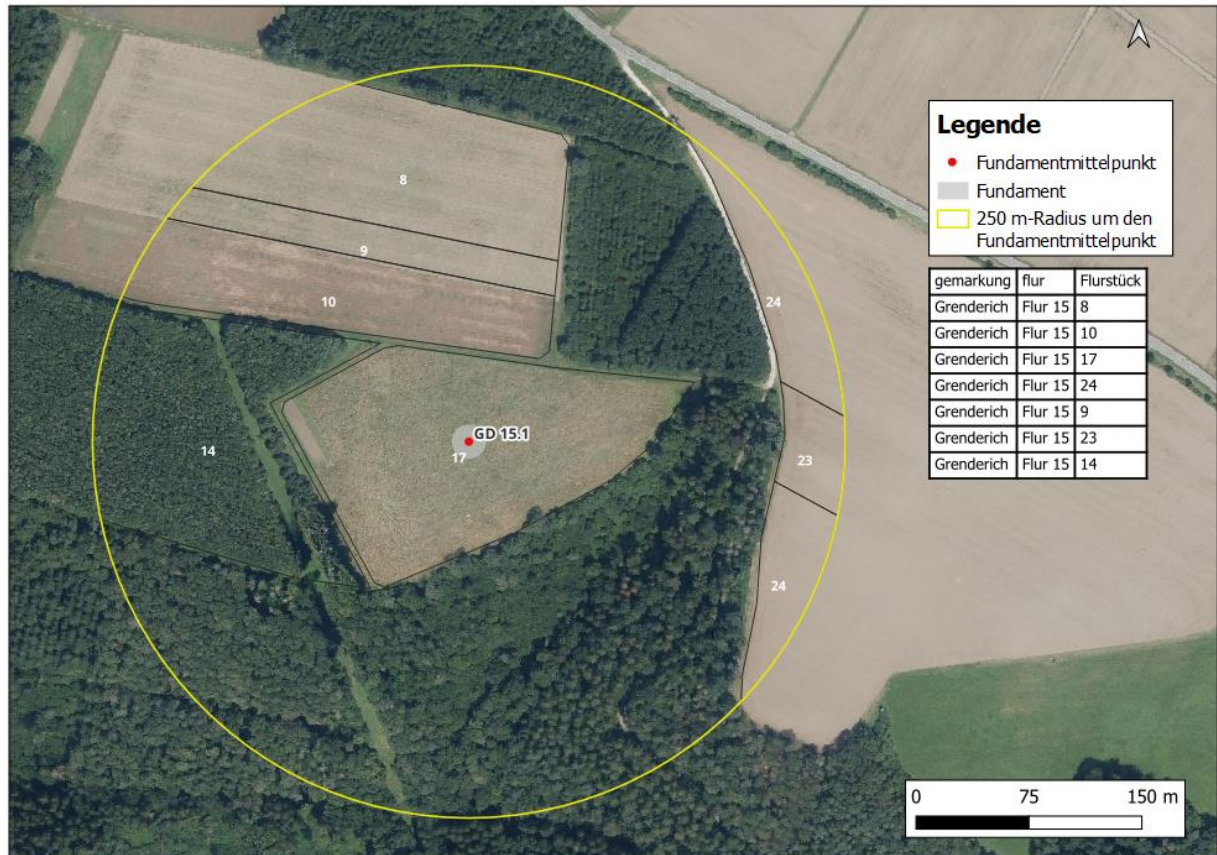 Legende
Fundamentmittelpunkt
Fundament
250 m-Radius um den
Fundamentmittelpunkt
gemarkung flur Flurstück
Grenderich Flur 15 8
Grenderich Flur 15 10
Grenderich Flur 15 17
Grenderich Flur 15 24
Grenderich Flur 15 9
Grenderich Flur 15 23
Grenderich Flur 15 14
8
9
10
24
GD 15.1
17
14
23
24
0 75 150 m